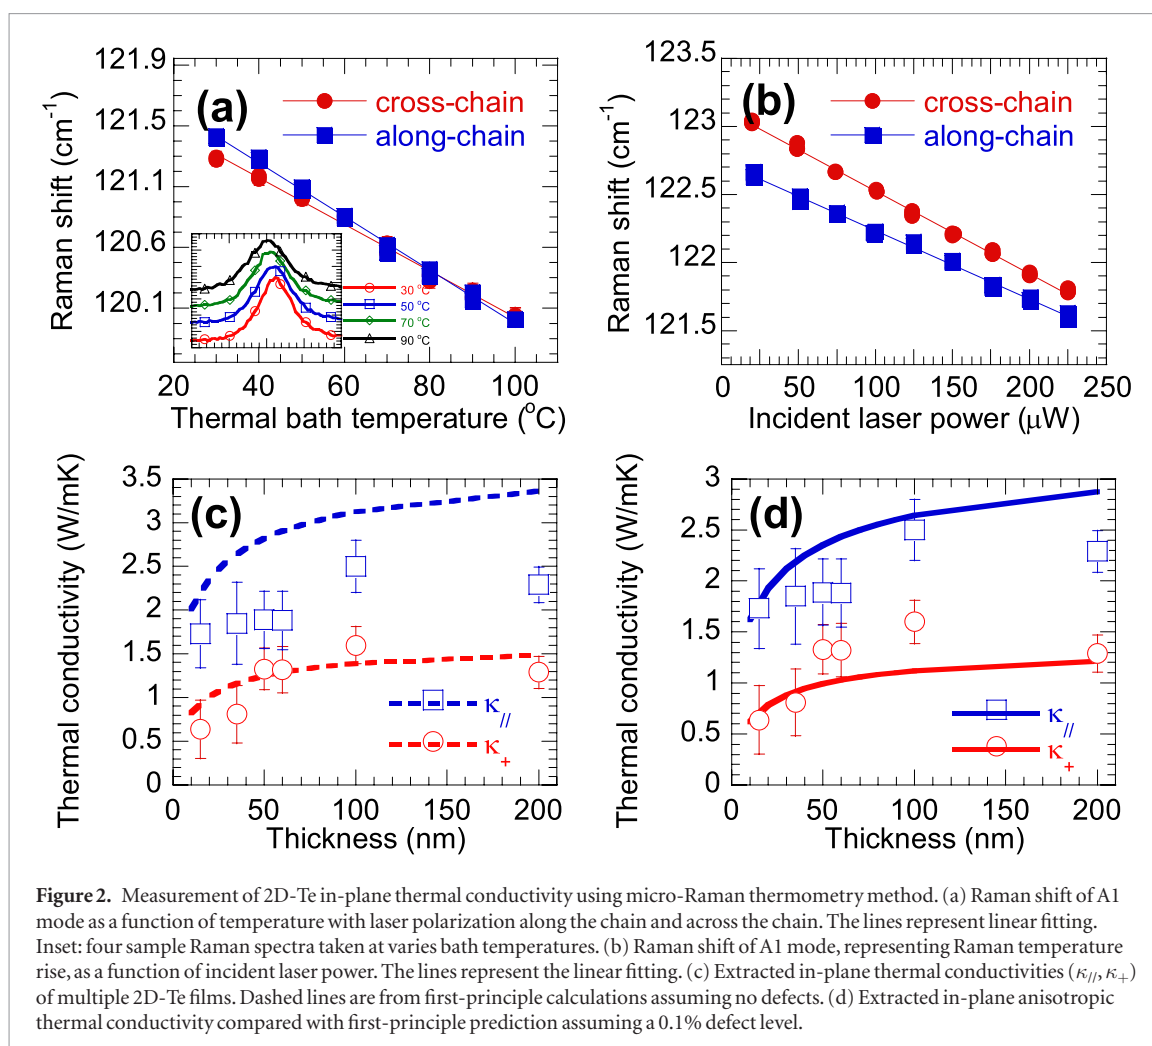 121.9
121.5
121.1
120.6
120.1
Raman shift (cm-1)
(a)
cross-chain
along-chain
30 °C
50 °C
70 °C
90 °C
20 40 60 80 100
Thermal bath temperature (°C)
123.5
123
122.5
122
121.5
Raman shift (cm-1)
(b)
cross-chain
along-chain
0 50 100 150 200 250
Incident laser power (μW)
3.5
3
2.5
2
1.5
1
0.5
0
Thermal conductivity (W/mK)
(c)
κ//
κ+
0 50 100 150 200
Thickness (nm)
3
2.5
2
1.5
1
0.5
0
Thermal conductivity (W/mK)
(d)
κ//
κ+
0 50 100 150 200
Thickness (nm)
Figure 2. Measurement of 2D-Te in-plane thermal conductivity using micro-Raman thermometry method. (a) Raman shift of A1
mode as a function of temperature with laser polarization along the chain and across the chain. The lines represent linear fitting.
Inset: four sample Raman spectra taken at varies bath temperatures. (b) Raman shift of A1 mode, representing Raman temperature
rise, as a function of incident laser power. The lines represent the linear fitting. (c) Extracted in-plane thermal conductivities (κ//, κ+)
of multiple 2D-Te films. Dashed lines are from first-principle calculations assuming no defects. (d) Extracted in-plane anisotropic
thermal conductivity compared with first-principle prediction assuming a 0.1% defect level.